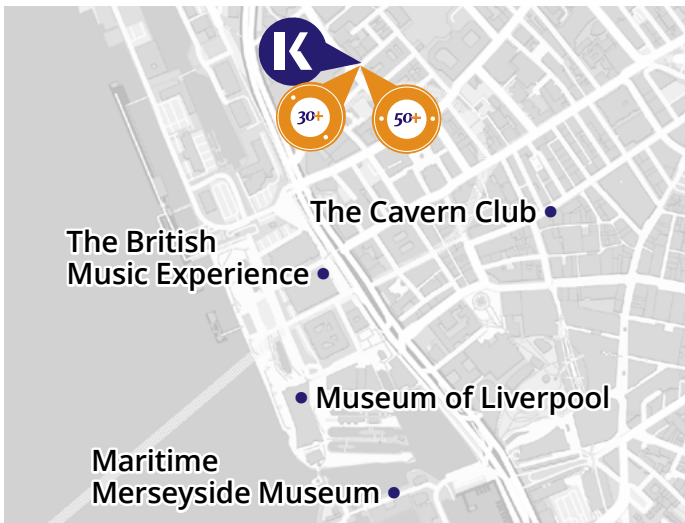 K
30+
50+
The Cavern Club
The British
Music Experience
Museum of Liverpool
Maritime
Merseyside Museum